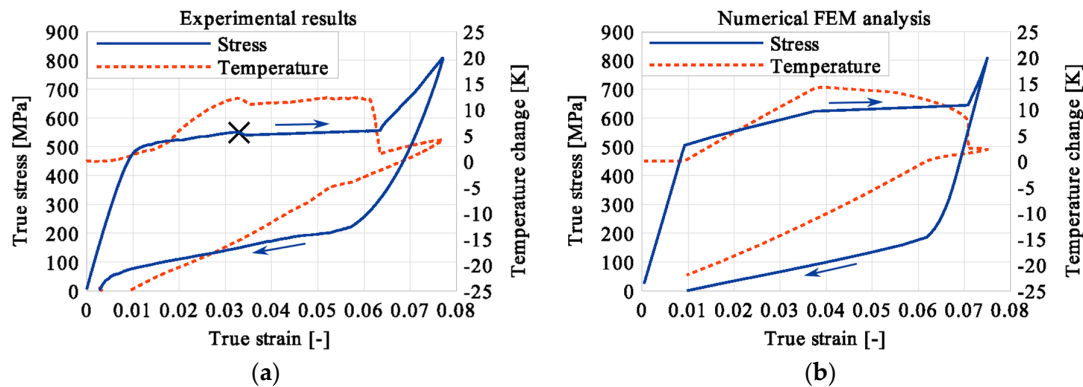 Experimental results
Stress
Temperature
900
800
700
600
500
400
300
200
100
0
True stress [MPa]
25
20
15
10
5
0
-5
-10
-15
-20
-25
Temperature change [K]
0 0.01 0.02 0.03 0.04 0.05 0.06 0.07 0.08
True strain [-]
(a)
Numerical FEM analysis
Stress
Temperature
900
800
700
600
500
400
300
200
100
0
True stress [MPa]
25
20
15
10
5
0
-5
-10
-15
-20
-25
Temperature change [K]
0 0.01 0.02 0.03 0.04 0.05 0.06 0.07 0.08
True strain [-]
(b)